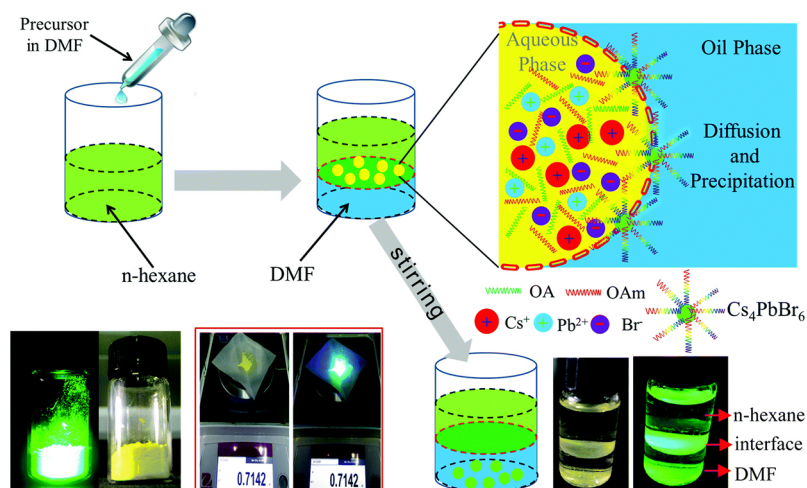 Precursor
in DMF
n-hexane
DMF
stirring
Aqueous
Phase
Oil Phase
Diffusion
and
Precipitation
OA
OAm
Cs⁺
Pb²⁺
Br⁻
Cs₄PbBr₆
0.7142
0.7142
n-hexane
interface
DMF